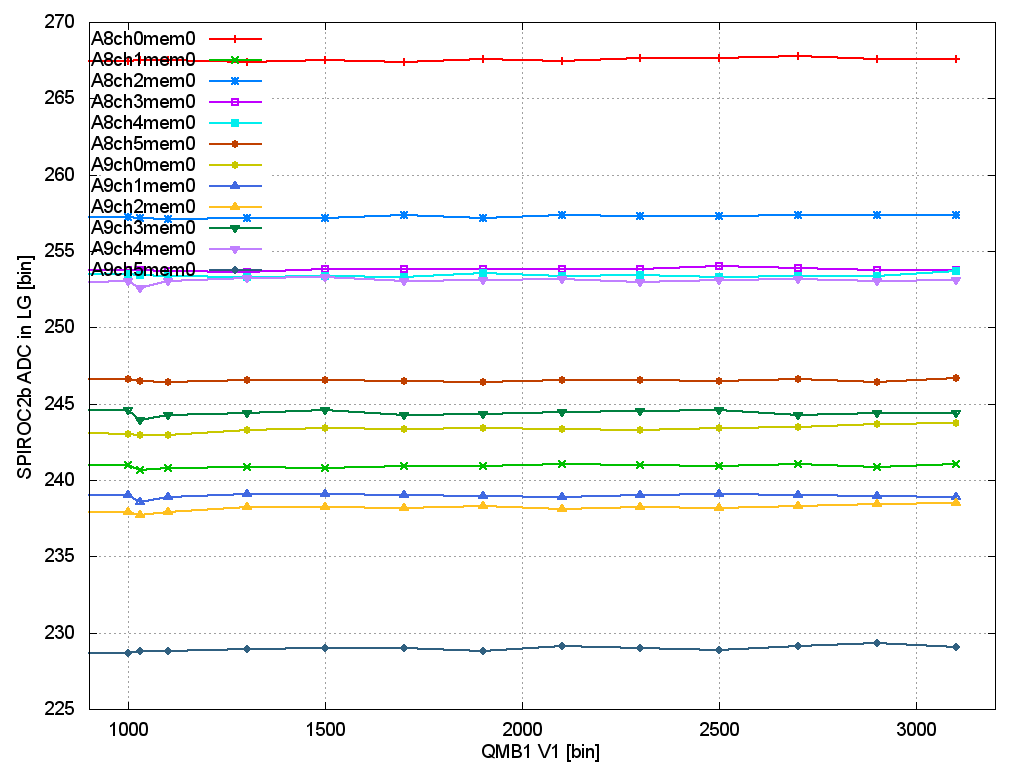 270
265
260
255
250
245
240
235
230
225
SPIROC2b ADC in LG [bin]
A8ch0mem0
A8ch1mem0
A8ch2mem0
A8ch3mem0
A8ch4mem0
A8ch5mem0
A9ch0mem0
A9ch1mem0
A9ch2mem0
A9ch3mem0
A9ch4mem0
A9ch5mem0
1000 1500 2000 2500 3000
QMB1 V1 [bin]